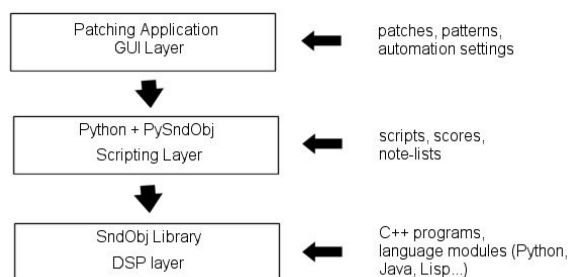 Patching Application
GUI Layer
patches, patterns,
automation settings
Python + PySndObj
Scripting Layer
scripts, scores,
note-lists
SndObj Library
DSP layer
C++ programs,
language modules (Python,
Java, Lisp...)